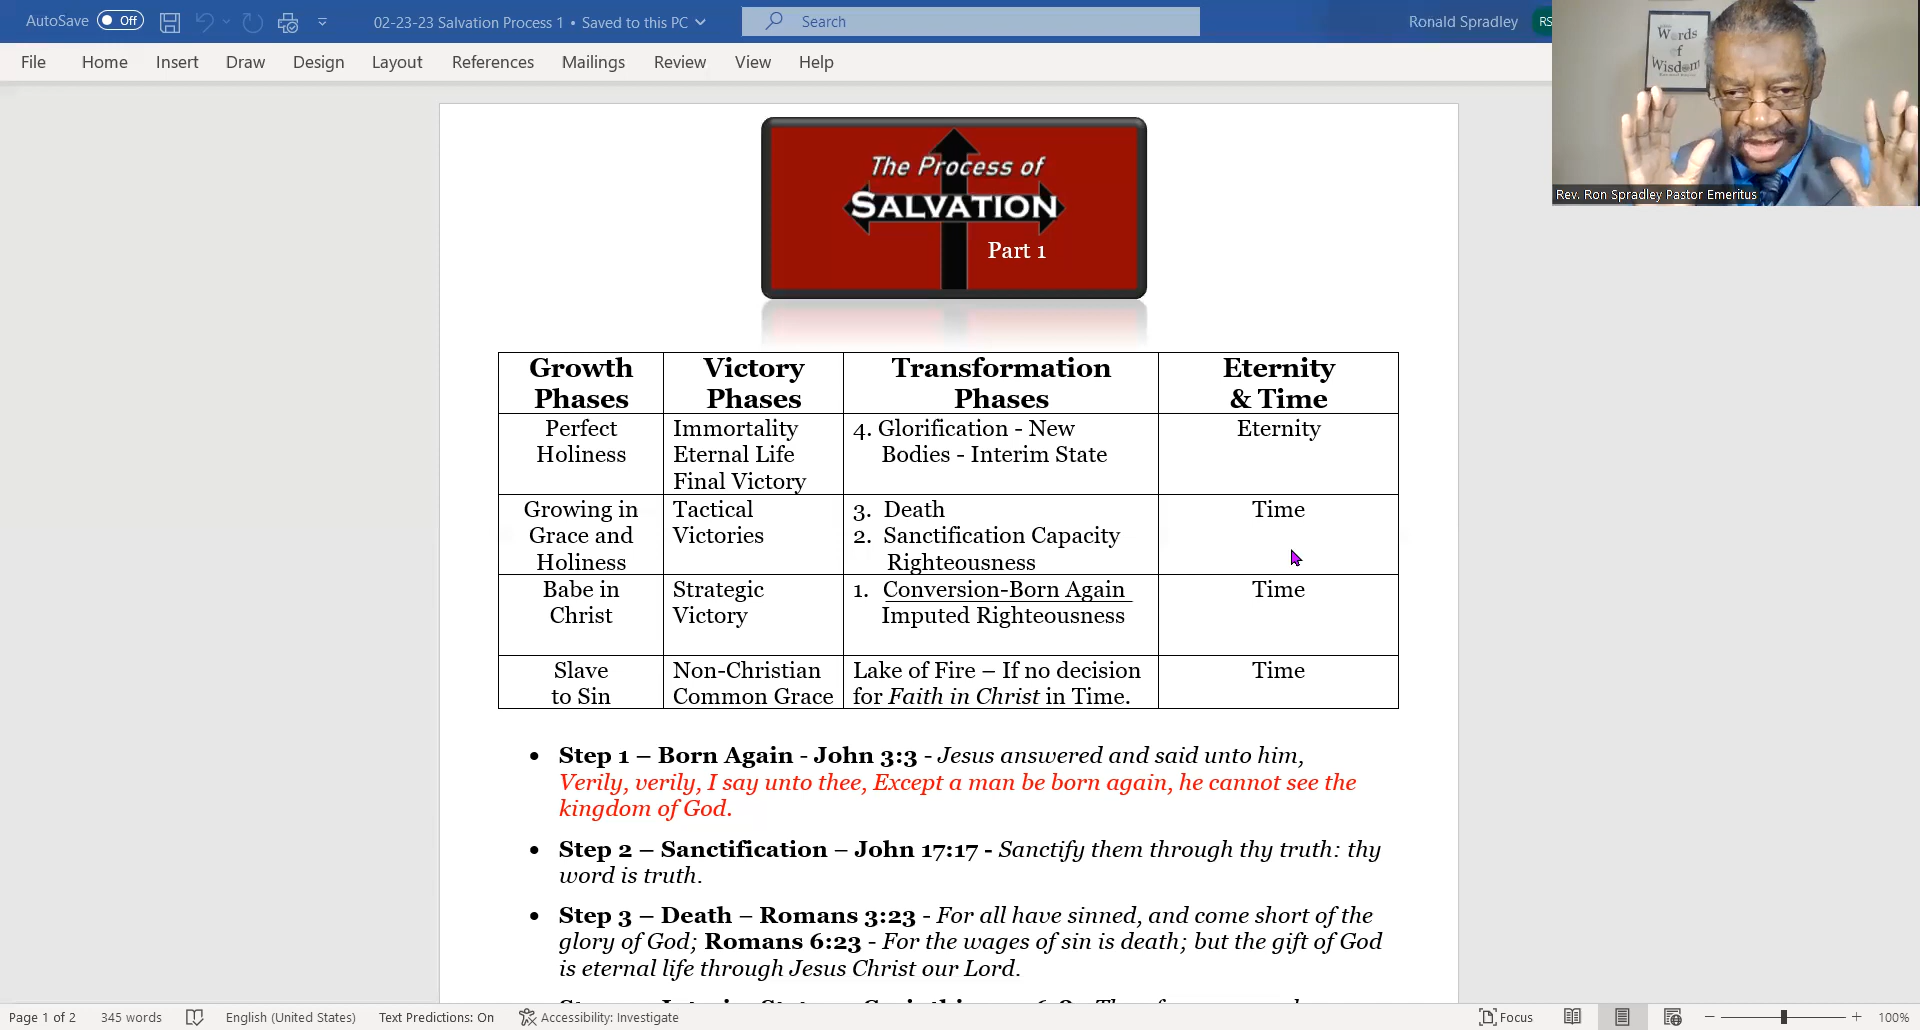 AutoSave Off 02-23-23 Salvation Process 1 • Saved to this PC Search Ronald Spradley RS
File Home Insert Draw Design Layout References Mailings Review View Help
Words
of
Wisdom
Rev. Ron Spradley Pastor Emeritus
The Process of
SALVATION
Part 1
Growth Phases
Victory Phases
Transformation Phases
Eternity & Time
Perfect Holiness
Immortality
Eternal Life
Final Victory
4. Glorification - New
Bodies - Interim State
Eternity
Growing in
Grace and
Holiness
Tactical
Victories
3. Death
2. Sanctification Capacity
Righteousness
Time
Babe in
Christ
Strategic
Victory
1. Conversion-Born Again
Imputed Righteousness
Time
Slave
to Sin
Non-Christian
Common Grace
Lake of Fire – If no decision
for Faith in Christ in Time.
Time
• Step 1 – Born Again - John 3:3 - Jesus answered and said unto him,
Verily, verily, I say unto thee, Except a man be born again, he cannot see the
kingdom of God.
• Step 2 – Sanctification – John 17:17 - Sanctify them through thy truth: thy
word is truth.
• Step 3 – Death – Romans 3:23 - For all have sinned, and come short of the
glory of God; Romans 6:23 - For the wages of sin is death; but the gift of God
is eternal life through Jesus Christ our Lord.
Page 1 of 2 345 words English (United States) Text Predictions: On Accessibility: Investigate Focus 100%